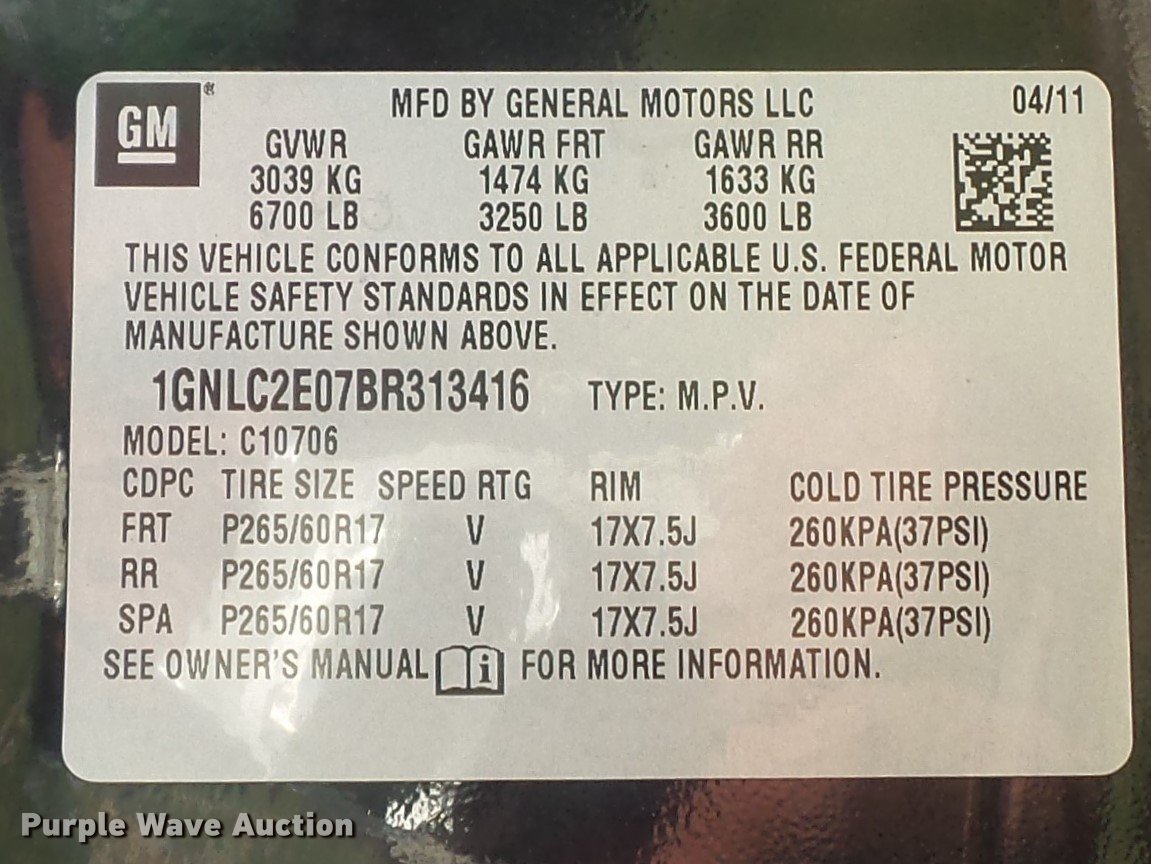 GM® MFD BY GENERAL MOTORS LLC 04/11
GVWR GAWR FRT GAWR RR
3039 KG 1474 KG 1633 KG
6700 LB 3250 LB 3600 LB
THIS VEHICLE CONFORMS TO ALL APPLICABLE U.S. FEDERAL MOTOR
VEHICLE SAFETY STANDARDS IN EFFECT ON THE DATE OF
MANUFACTURE SHOWN ABOVE.
1GNLC2E07BR313416 TYPE: M.P.V.
MODEL: C10706
CDPC TIRE SIZE SPEED RTG RIM COLD TIRE PRESSURE
FRT P265/60R17 V 17X7.5J 260KPA(37PSI)
RR P265/60R17 V 17X7.5J 260KPA(37PSI)
SPA P265/60R17 V 17X7.5J 260KPA(37PSI)
SEE OWNER'S MANUAL i FOR MORE INFORMATION.
Purple Wave Auction